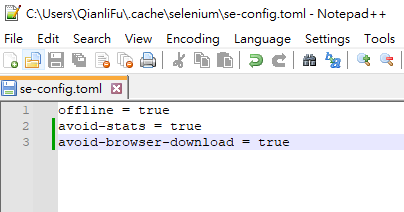 C:\Users\QianliFu\.cache\selenium\se-config.toml - Notepad++
File Edit Search View Encoding Language Settings Tools
se-config.toml
1 offline = true
2 avoid-stats = true
3 avoid-browser-download = true